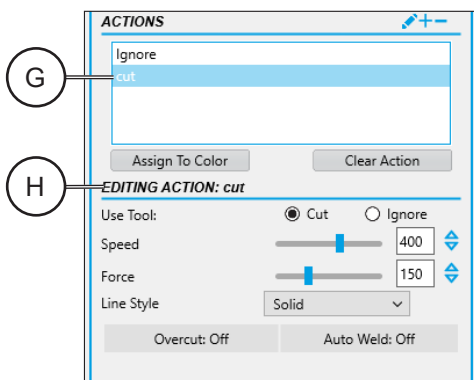 ACTIONS
Ignore
G
cut
Assign To Color Clear Action
H
EDITING ACTION: cut
Use Tool: Cut Ignore
Speed 400
Force 150
Line Style Solid
Overcut: Off Auto Weld: Off